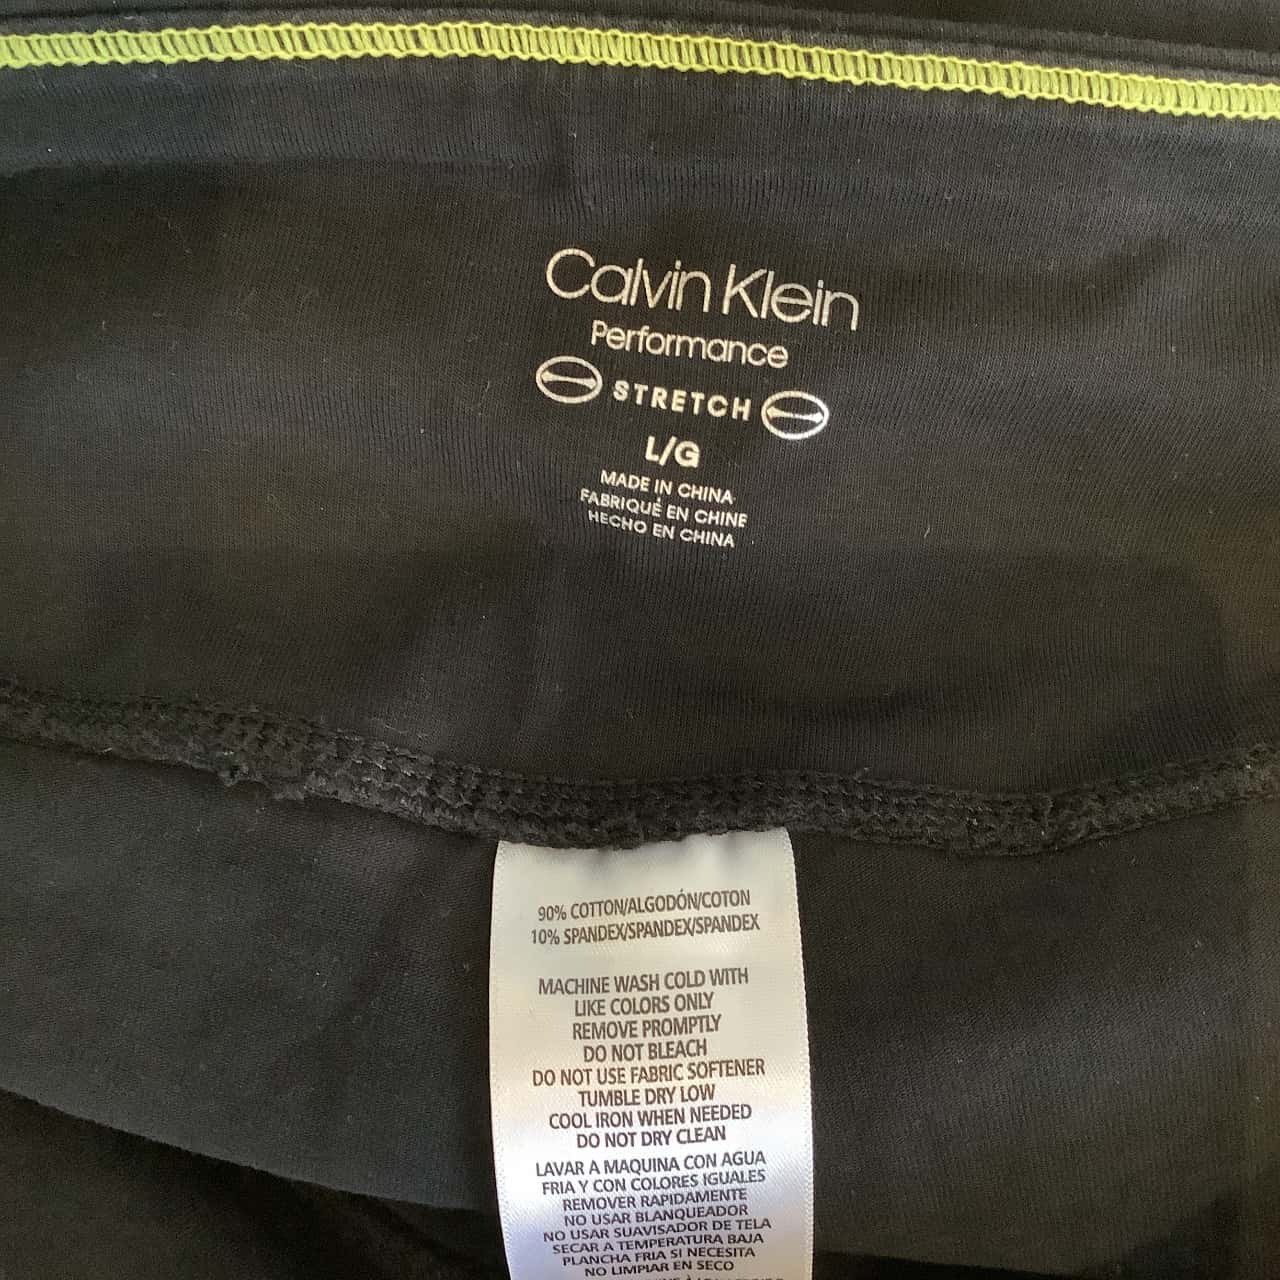 Calvin Klein
Performance
STRETCH
L/G
MADE IN CHINA
FABRIQUÉ EN CHINE
HECHO EN CHINA
90% COTTON/ALGODÓN/COTON
10% SPANDEX/SPANDEX/SPANDEX
MACHINE WASH COLD WITH
LIKE COLORS ONLY
REMOVE PROMPTLY
DO NOT BLEACH
DO NOT USE FABRIC SOFTENER
TUMBLE DRY LOW
COOL IRON WHEN NEEDED
DO NOT DRY CLEAN
LAVAR A MAQUINA CON AGUA
FRIA Y CON COLORES IGUALES
REMOVER RAPIDAMENTE
NO USAR BLANQUEADOR
NO USAR SUAVISADOR DE TELA
SECAR A TEMPERATURA BAJA
PLANCHA FRIA SI NECESITA
NO LIMPIAR EN SECO